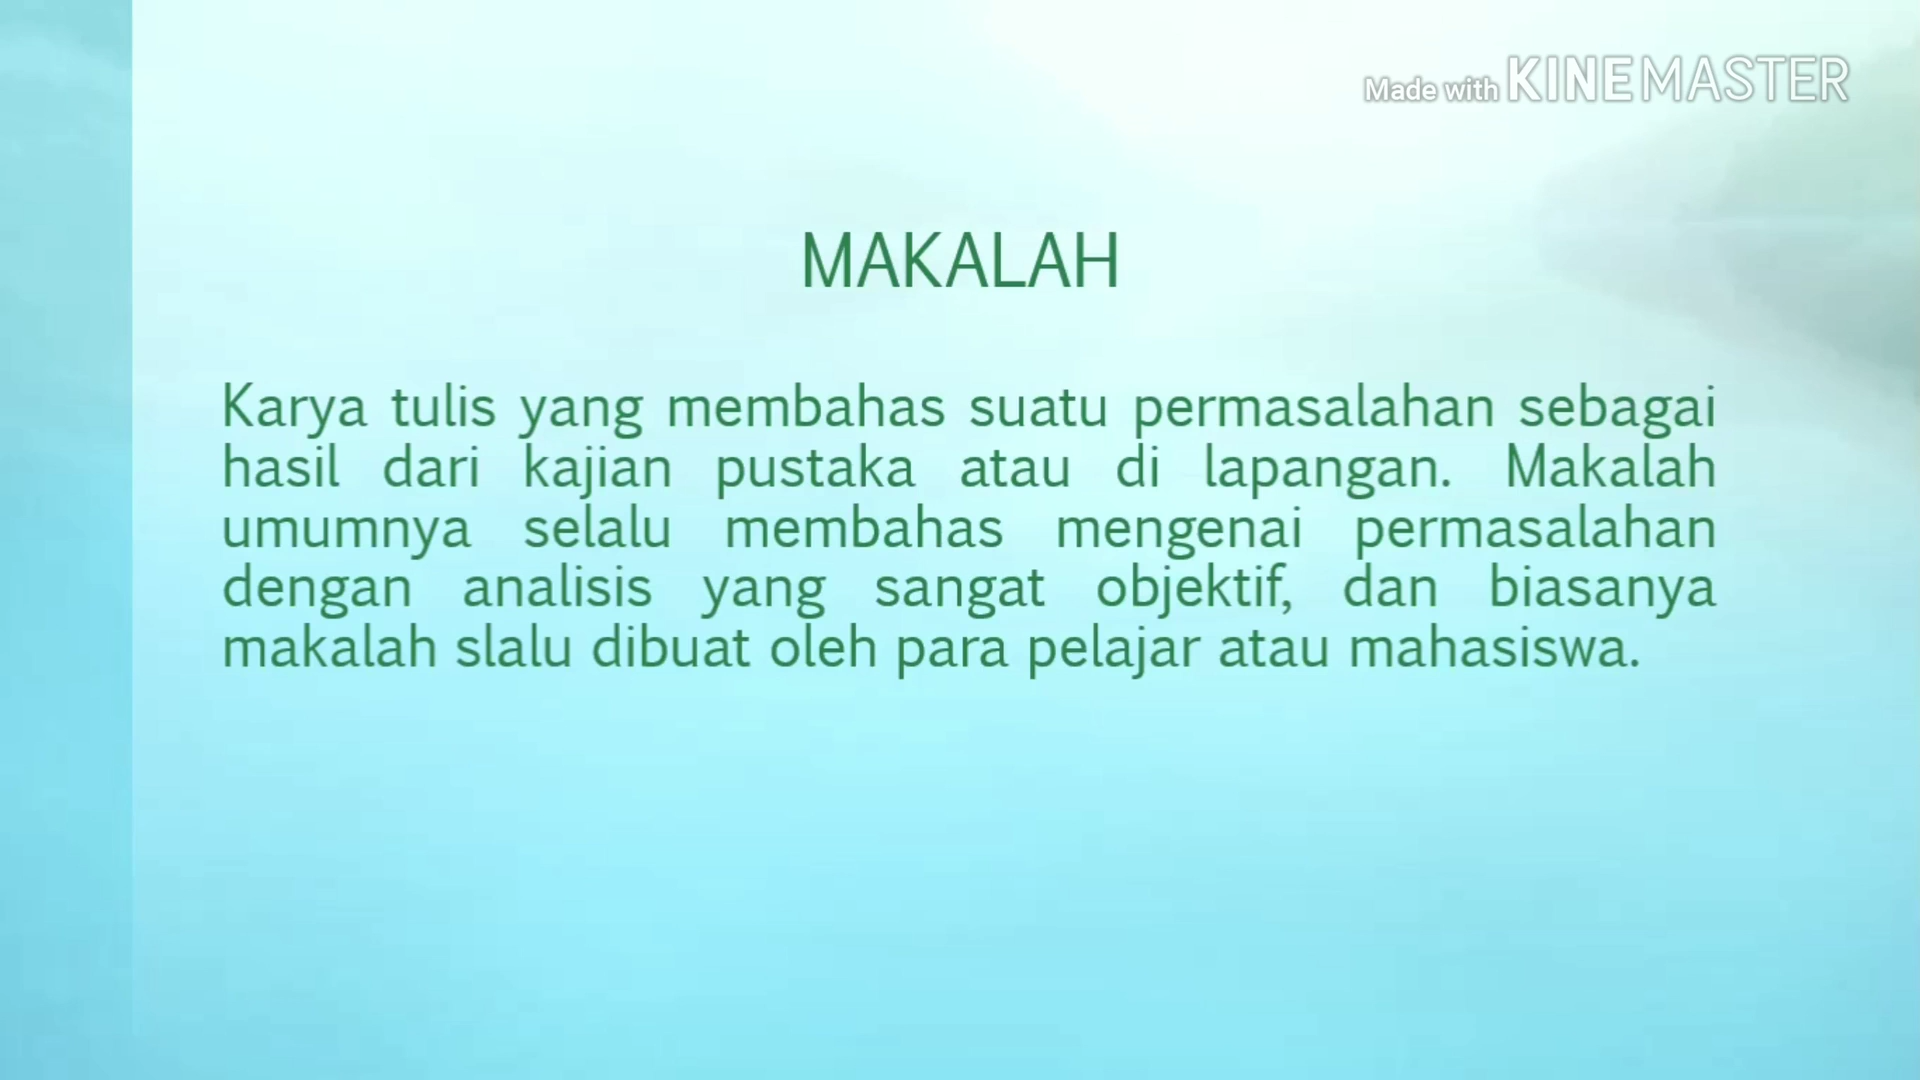 Made with KINEMASTER
MAKALAH
Karya tulis yang membahas suatu permasalahan sebagai
hasil dari kajian pustaka atau di lapangan. Makalah
umumnya selalu membahas mengenai permasalahan
dengan analisis yang sangat objektif, dan biasanya
makalah slalu dibuat oleh para pelajar atau mahasiswa.